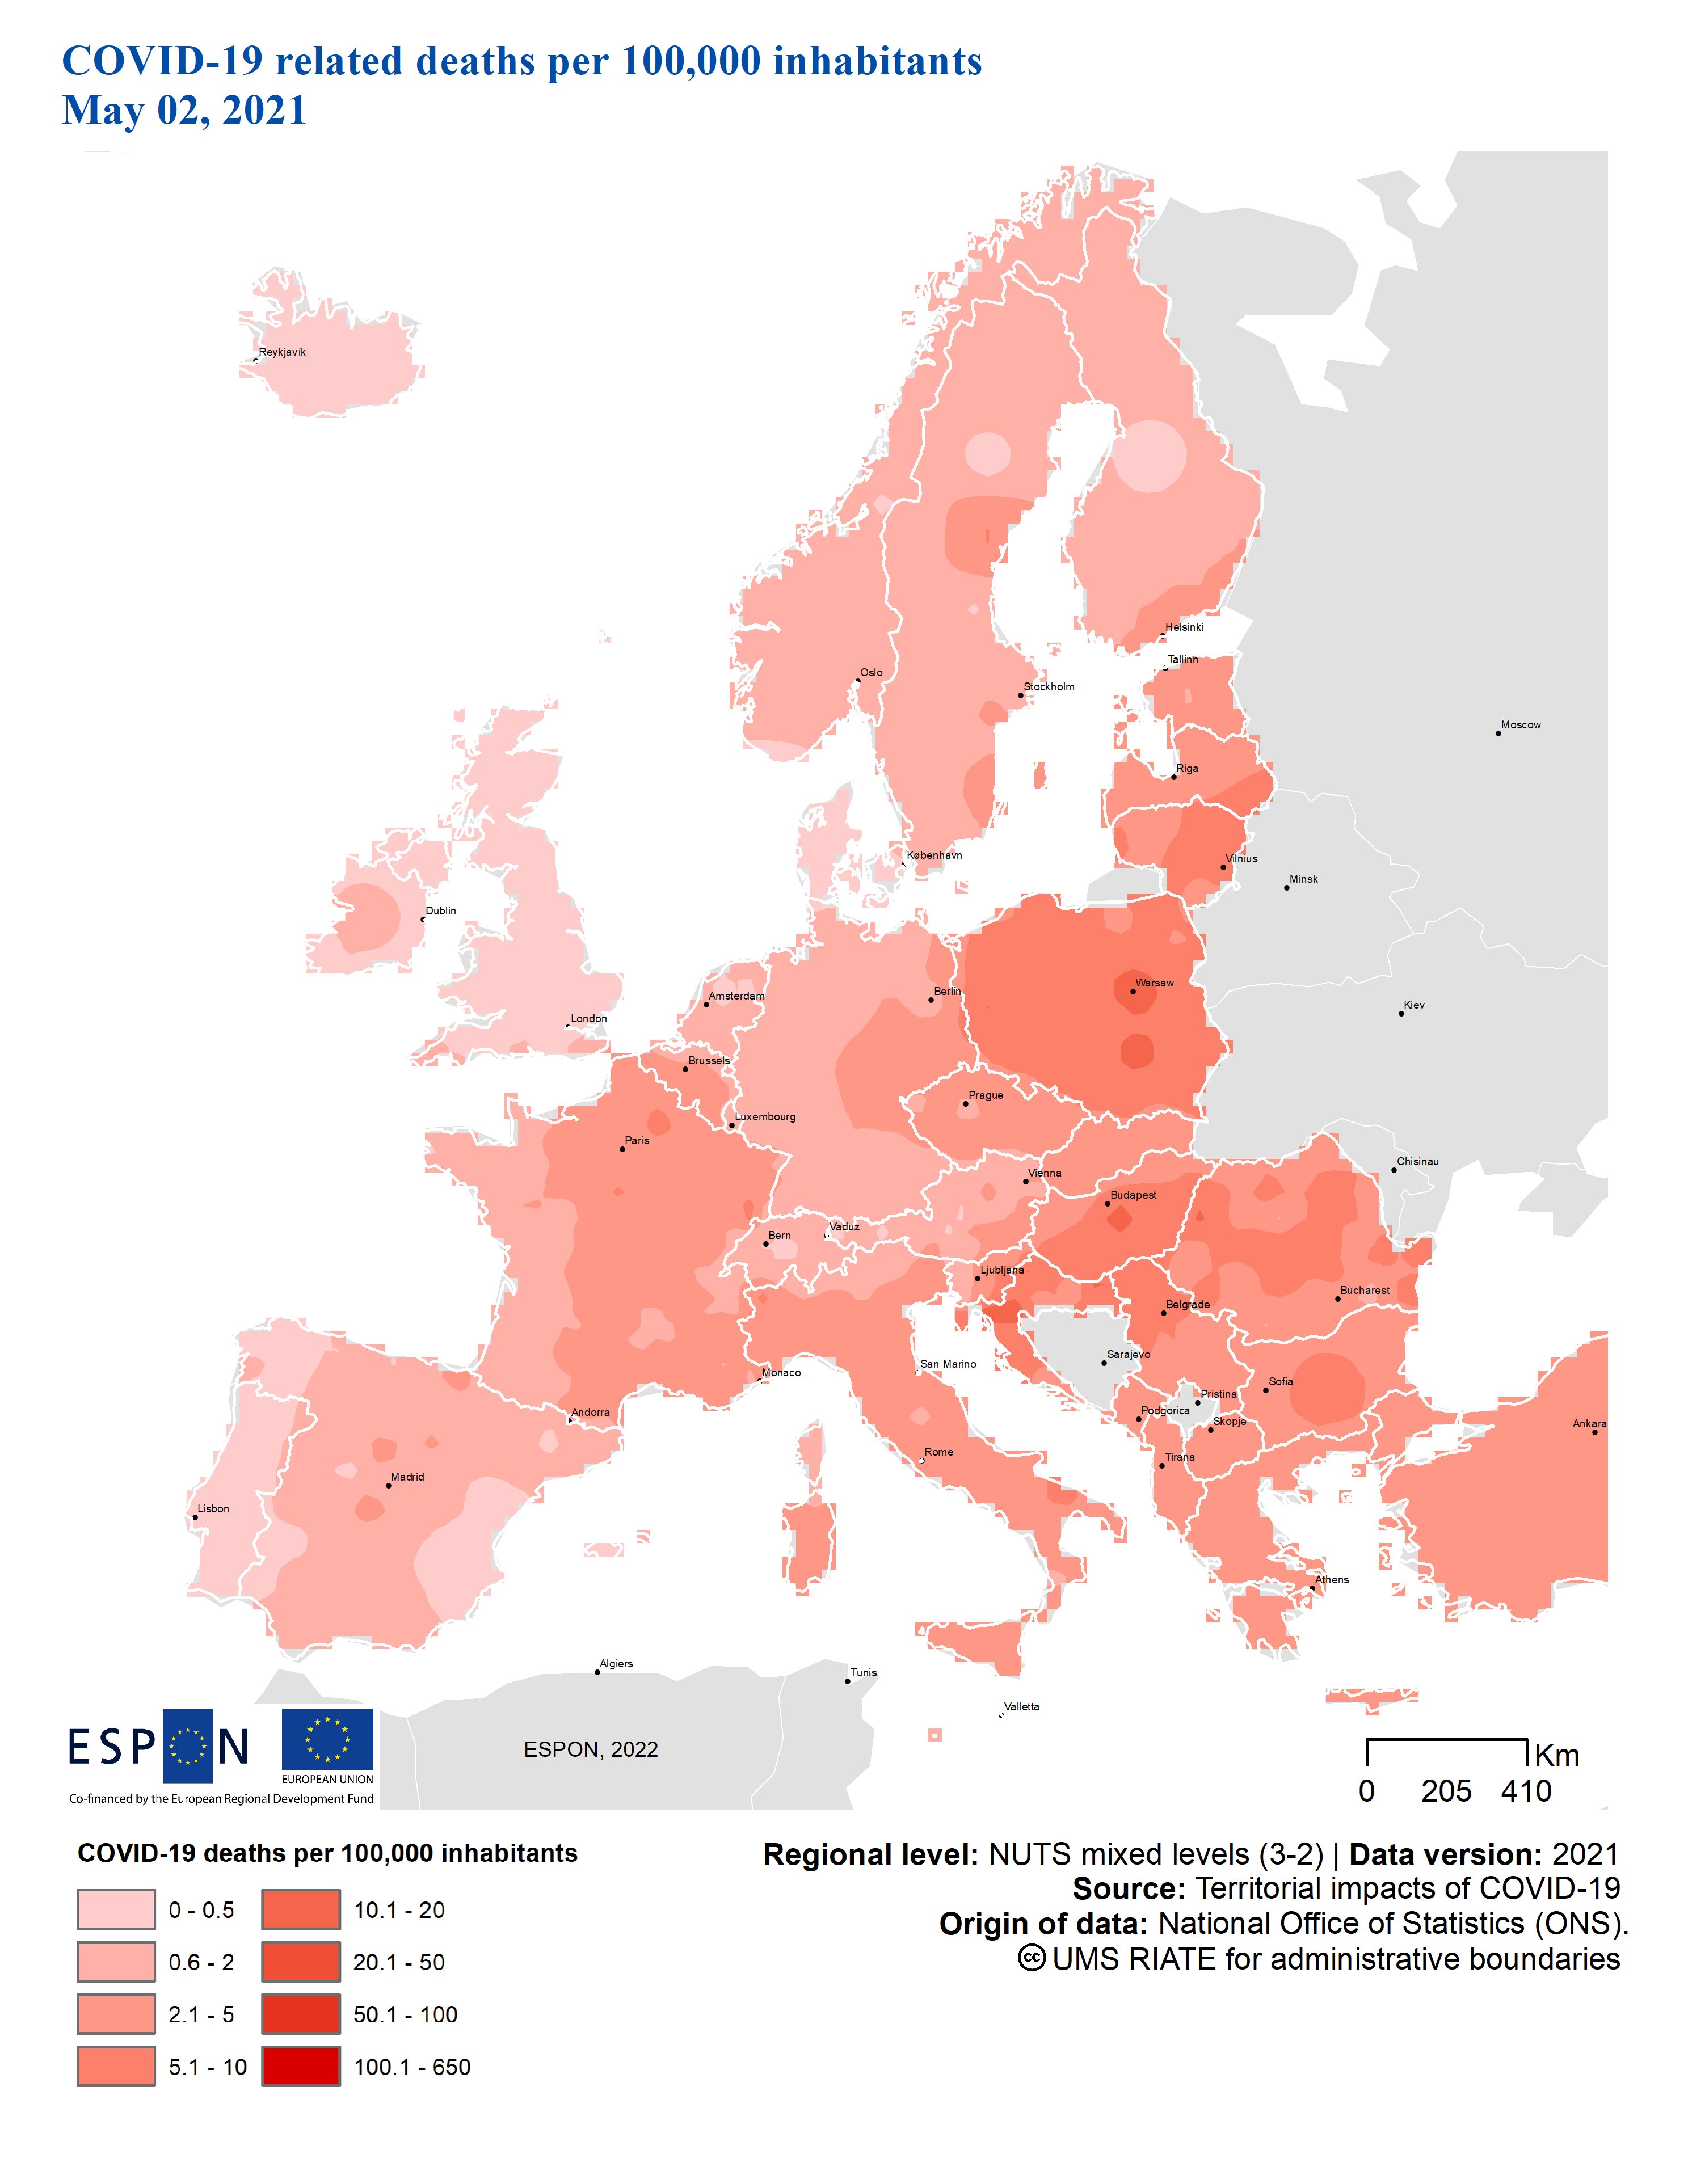 COVID-19 related deaths per 100,000 inhabitants
May 02, 2021
Reykjavík
Helsinki
Tallinn
Oslo
Stockholm
Moscow
Riga
København
Vilnius
Minsk
Dublin
Warsaw
Berlin
Amsterdam
Kiev
London
Brussels
Prague
Luxembourg
Paris
Chisinau
Vienna
Budapest
Vaduz
Bern
Ljubljana
Bucharest
Belgrade
Sarajevo
San Marino
Monaco
Sofia
Pristina
Podgorica
Andorra
Skopje
Ankara
Rome
Tirana
Madrid
Lisbon
Athens
Algiers
Tunis
Valletta
ESPON
EUROPEAN UNION
Co-financed by the European Regional Development Fund
ESPON, 2022
Km
0 205 410
COVID-19 deaths per 100,000 inhabitants
0 - 0.5
0.6 - 2
2.1 - 5
5.1 - 10
10.1 - 20
20.1 - 50
50.1 - 100
100.1 - 650
Regional level: NUTS mixed levels (3-2) | Data version: 2021
Source: Territorial impacts of COVID-19
Origin of data: National Office of Statistics (ONS).
cc UMS RIATE for administrative boundaries